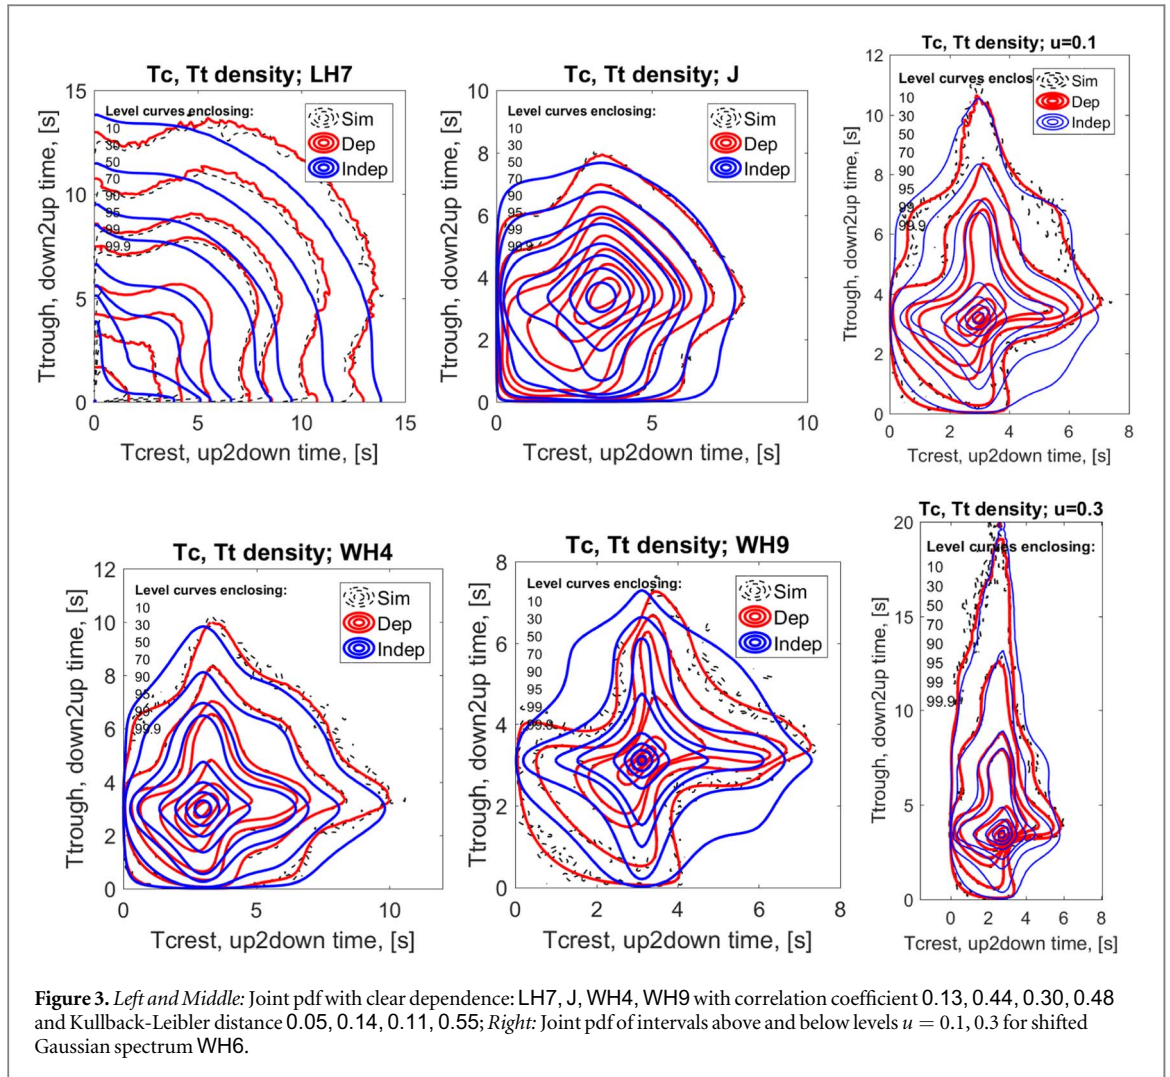 Tc, Tt density; LH7
15
10
5
0
Ttrough, down2up time, [s]
Level curves enclosing:
10
30
50
70
90
95
99
99.9
Sim
Dep
Indep
0
5
10
15
Tcrest, up2down time, [s]
Tc, Tt density; J
10
8
6
4
2
0
Ttrough, down2up time, [s]
Level curves enclosing:
10
30
50
70
90
95
99
99.9
Sim
Dep
Indep
0
5
10
Tcrest, up2down time, [s]
Tc, Tt density; u=0.1
12
10
8
6
4
2
0
Ttrough, down2up time, [s]
Level curves enclos
10
30
50
70
90
95
99
99.9
Sim
Dep
Indep
0
2
4
6
8
Tcrest, up2down time, [s]
Tc, Tt density; WH4
12
10
8
6
4
2
0
Ttrough, down2up time, [s]
Level curves enclosing:
10
30
50
70
90
95
99
99.9
Sim
Dep
Indep
0
5
10
Tcrest, up2down time, [s]
Tc, Tt density; WH9
8
6
4
2
0
Ttrough, down2up time, [s]
Level curves enclosing:
10
30
50
70
90
95
99
99.9
Sim
Dep
Indep
0
2
4
6
8
Tcrest, up2down time, [s]
Tc, Tt density; u=0.3
20
15
10
5
0
Ttrough, down2up time, [s]
Level curves enclosing:
10
30
50
70
90
95
99
99.9
0
2
4
6
8
Tcrest, up2down time, [s]
Figure 3. Left and Middle: Joint pdf with clear dependence: LH7, J, WH4, WH9 with correlation coefficient 0.13, 0.44, 0.30, 0.48
and Kullback-Leibler distance 0.05, 0.14, 0.11, 0.55; Right: Joint pdf of intervals above and below levels u = 0.1, 0.3 for shifted
Gaussian spectrum WH6.